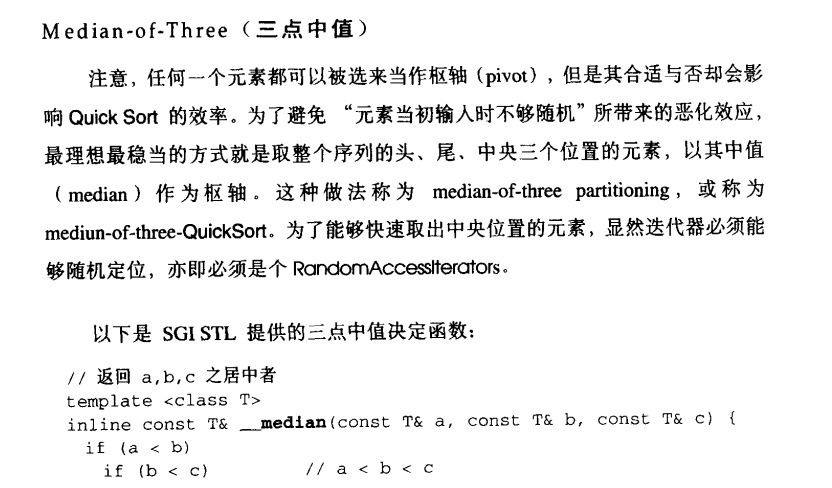 Median-of-Three（三点中值）
注意，任何一个元素都可以被选来当作枢轴（pivot），但是其合适与否却会影
响 Quick Sort 的效率。为了避免 “元素当初输人时不够随机”所带来的恶化效应，
最理想最稳当的方式就是取整个序列的头、尾、中央三个位置的元素，以其中值
（median）作为枢轴。这种做法称为 median-of-three partitioning，或称为
mediun-of-three-QuickSort。为了能够快速取出中央位置的元素，显然迭代器必须能
够随机定位，亦即必须是个 RandomAccessIterators。
以下是 SGI STL 提供的三点中值决定函数：
// 返回 a,b,c 之居中者
template <class T>
inline const T& __median(const T& a, const T& b, const T& c) {
if (a < b)
if (b < c) // a < b < c